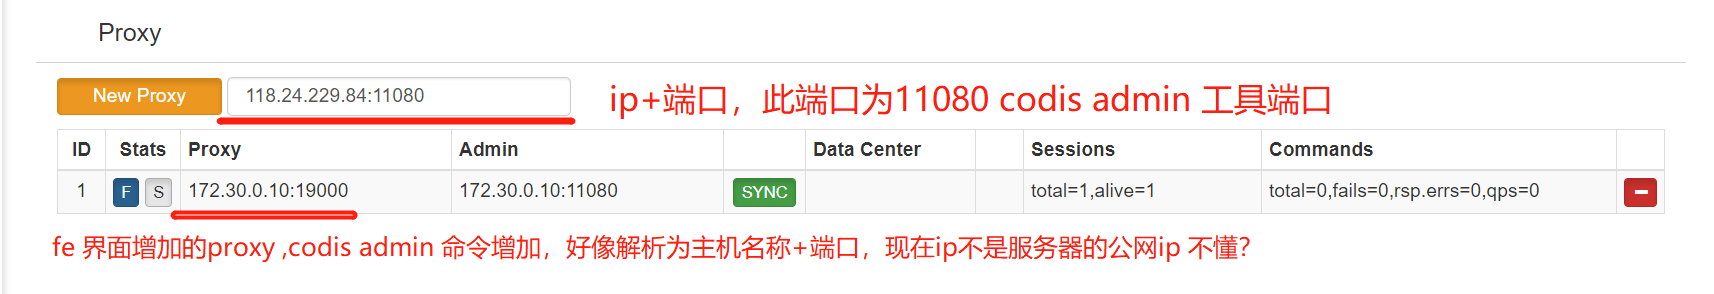 Proxy
New Proxy 118.24.229.84:11080 ip+端口，此端口为11080 codis admin 工具端口
ID Stats Proxy Admin Data Center Sessions Commands
1 F S 172.30.0.10:19000 172.30.0.10:11080 SYNC total=1,alive=1 total=0,fails=0,rsp.errs=0,qps=0
fe 界面增加的proxy ,codis admin 命令增加，好像解析为主机名称+端口，现在ip不是服务器的公网ip 不懂？